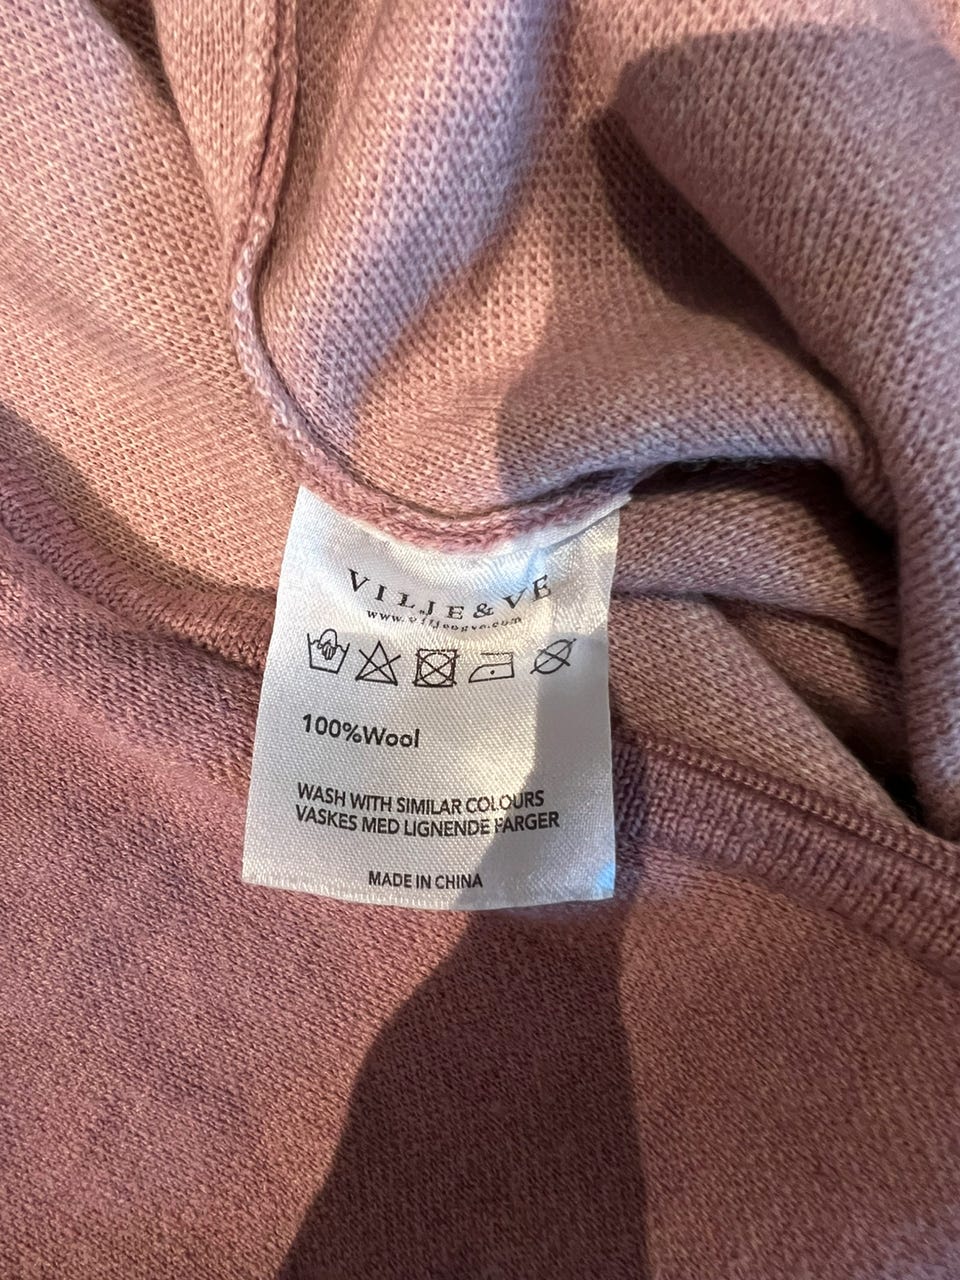 VILJE & VE
www.viljeogve.com
100%Wool
WASH WITH SIMILAR COLOURS
VASKES MED LIGNENDE FARGER
MADE IN CHINA